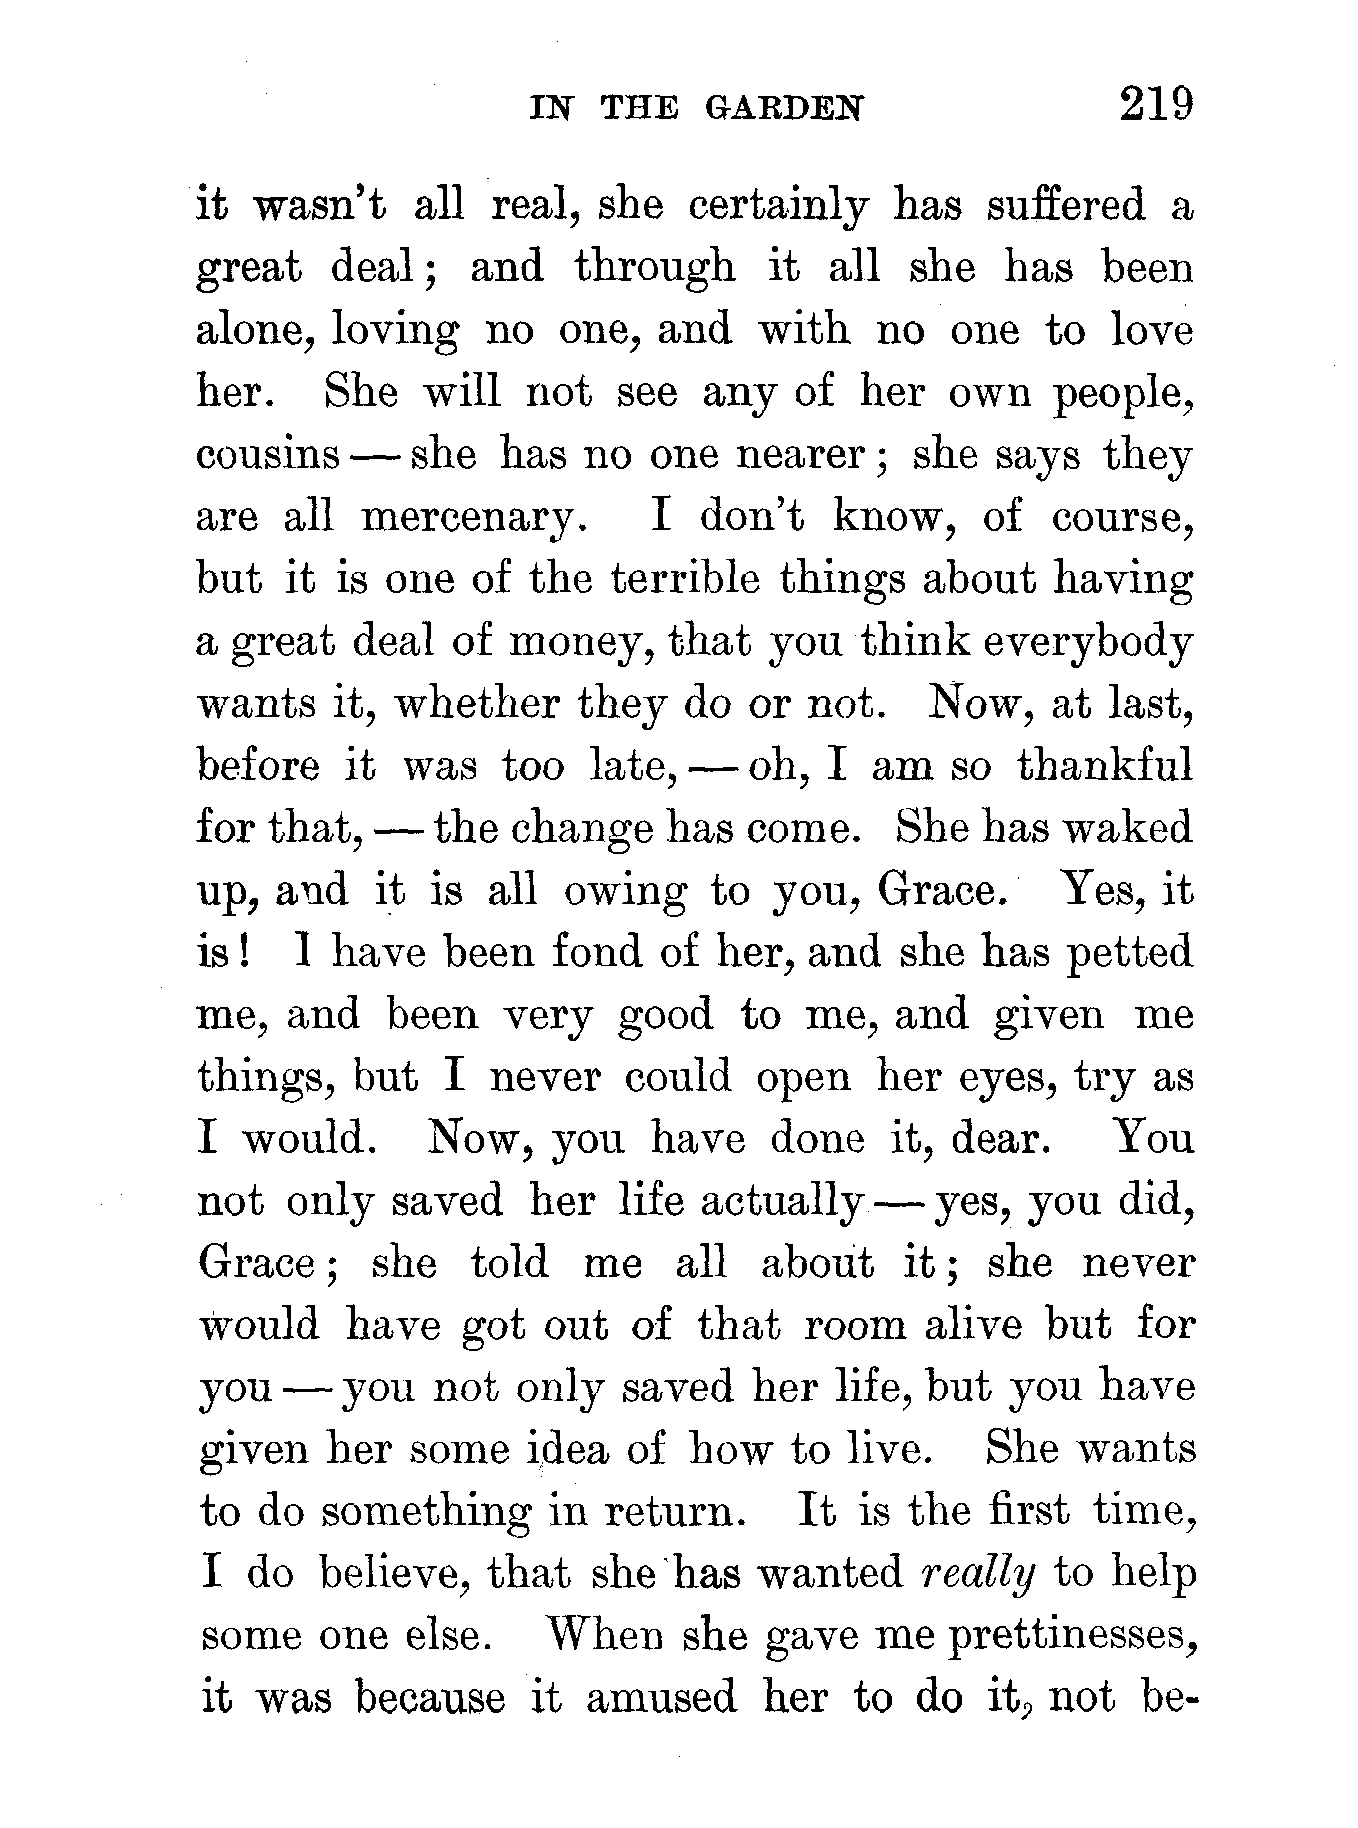 IN THE GARDEN 219
it wasn't all real, she certainly has suffered a
great deal; and through it all she has been
alone, loving no one, and with no one to love
her. She will not see any of her own people,
cousins — she has no one nearer; she says they
are all mercenary. I don't know, of course,
but it is one of the terrible things about having
a great deal of money, that you think everybody
wants it, whether they do or not. Now, at last,
before it was too late, — oh, I am so thankful
for that, — the change has come. She has waked
up, and it is all owing to you, Grace. Yes, it
is! I have been fond of her, and she has petted
me, and been very good to me, and given me
things, but I never could open her eyes, try as
I would. Now, you have done it, dear. You
not only saved her life actually — yes, you did,
Grace; she told me all about it; she never
would have got out of that room alive but for
you — you not only saved her life, but you have
given her some idea of how to live. She wants
to do something in return. It is the first time,
I do believe, that she has wanted really to help
some one else. When she gave me prettinesses,
it was because it amused her to do it, not be-